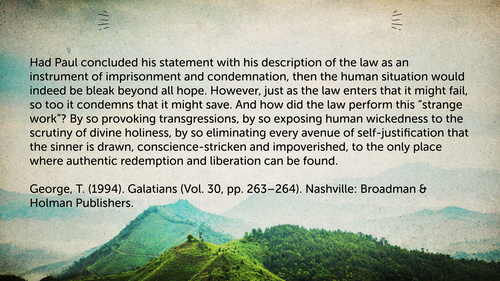 Had Paul concluded his statement with his description of the law as an
instrument of imprisonment and condemnation, then the human situation would
indeed be bleak beyond all hope. However, just as the law enters that it might fail,
so too it condemns that it might save. And how did the law perform this “strange
work”? By so provoking transgressions, by so exposing human wickedness to the
scrutiny of divine holiness, by so eliminating every avenue of self-justification that
the sinner is drawn, conscience-stricken and impoverished, to the only place
where authentic redemption and liberation can be found.
George, T. (1994). Galatians (Vol. 30, pp. 263–264). Nashville: Broadman &
Holman Publishers.